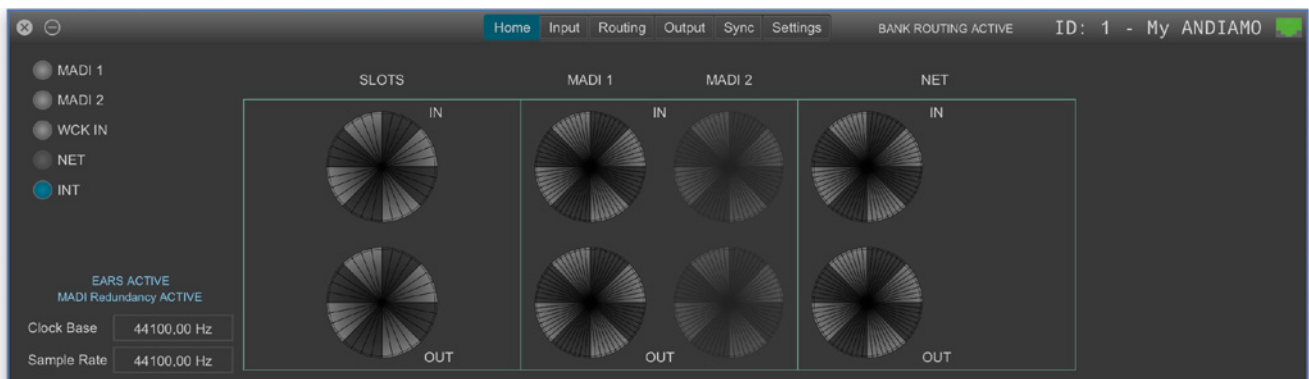 Home Input Routing Output Sync Settings BANK ROUTING ACTIVE ID: 1 - My ANDIAMO
MADI 1
MADI 2
WCK IN
NET
INT
SLOTS MADI 1 MADI 2 NET
IN IN IN
EARS ACTIVE
MADI Redundancy ACTIVE
Clock Base 44100,00 Hz
Sample Rate 44100,00 Hz
OUT OUT OUT